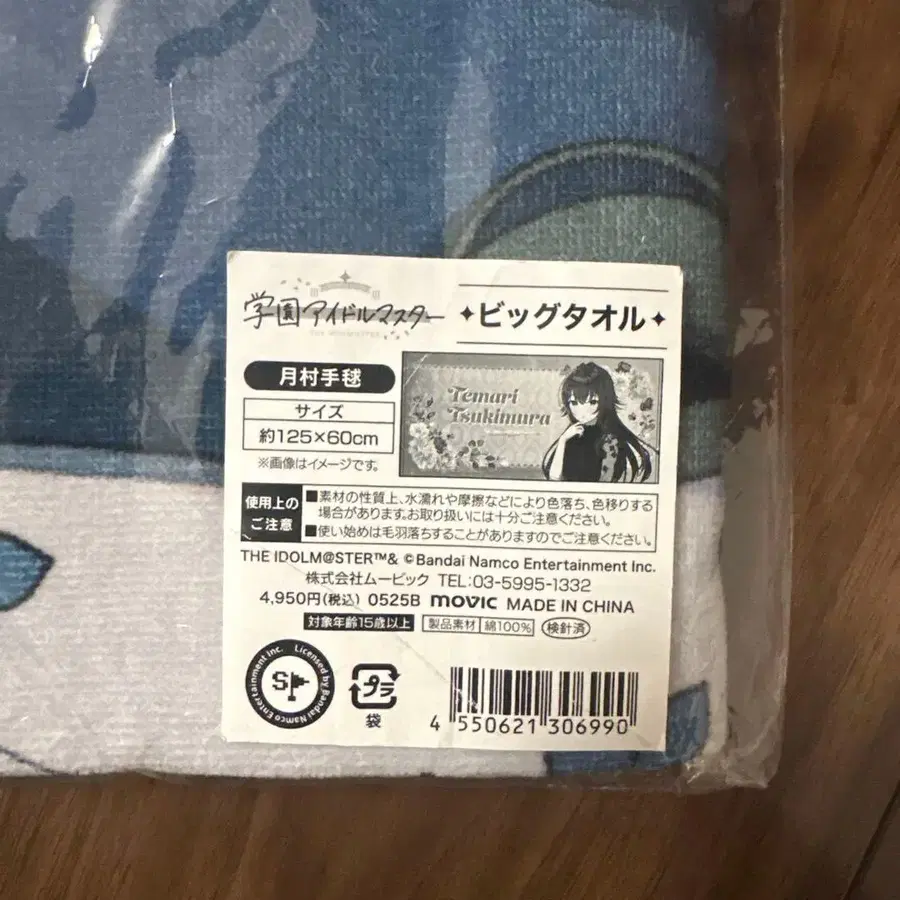 学園アイドルマスター
THE IDOLM@STER
✦ビッグタオル✦
月村手毬
サイズ
約125×60cm
※画像はイメージです。
Temari
Tsukimura
使用上の
ご注意
■素材の性質上、水濡れや摩擦などにより色落ち、色移りする
場合があります。お取り扱いには十分ご注意ください。
■使い始めは毛羽落ちすることがありますのでご注意ください。
THE IDOLM@STER™& ©Bandai Namco Entertainment Inc.
株式会社ムービック TEL:03-5995-1332
4,950円(税込) 0525B movic MADE IN CHINA
対象年齢15歳以上 製品素材 綿100% 検針済
Licensed by Bandai Namco Entertainment Inc.
S
プラ
袋
4 550621 306990